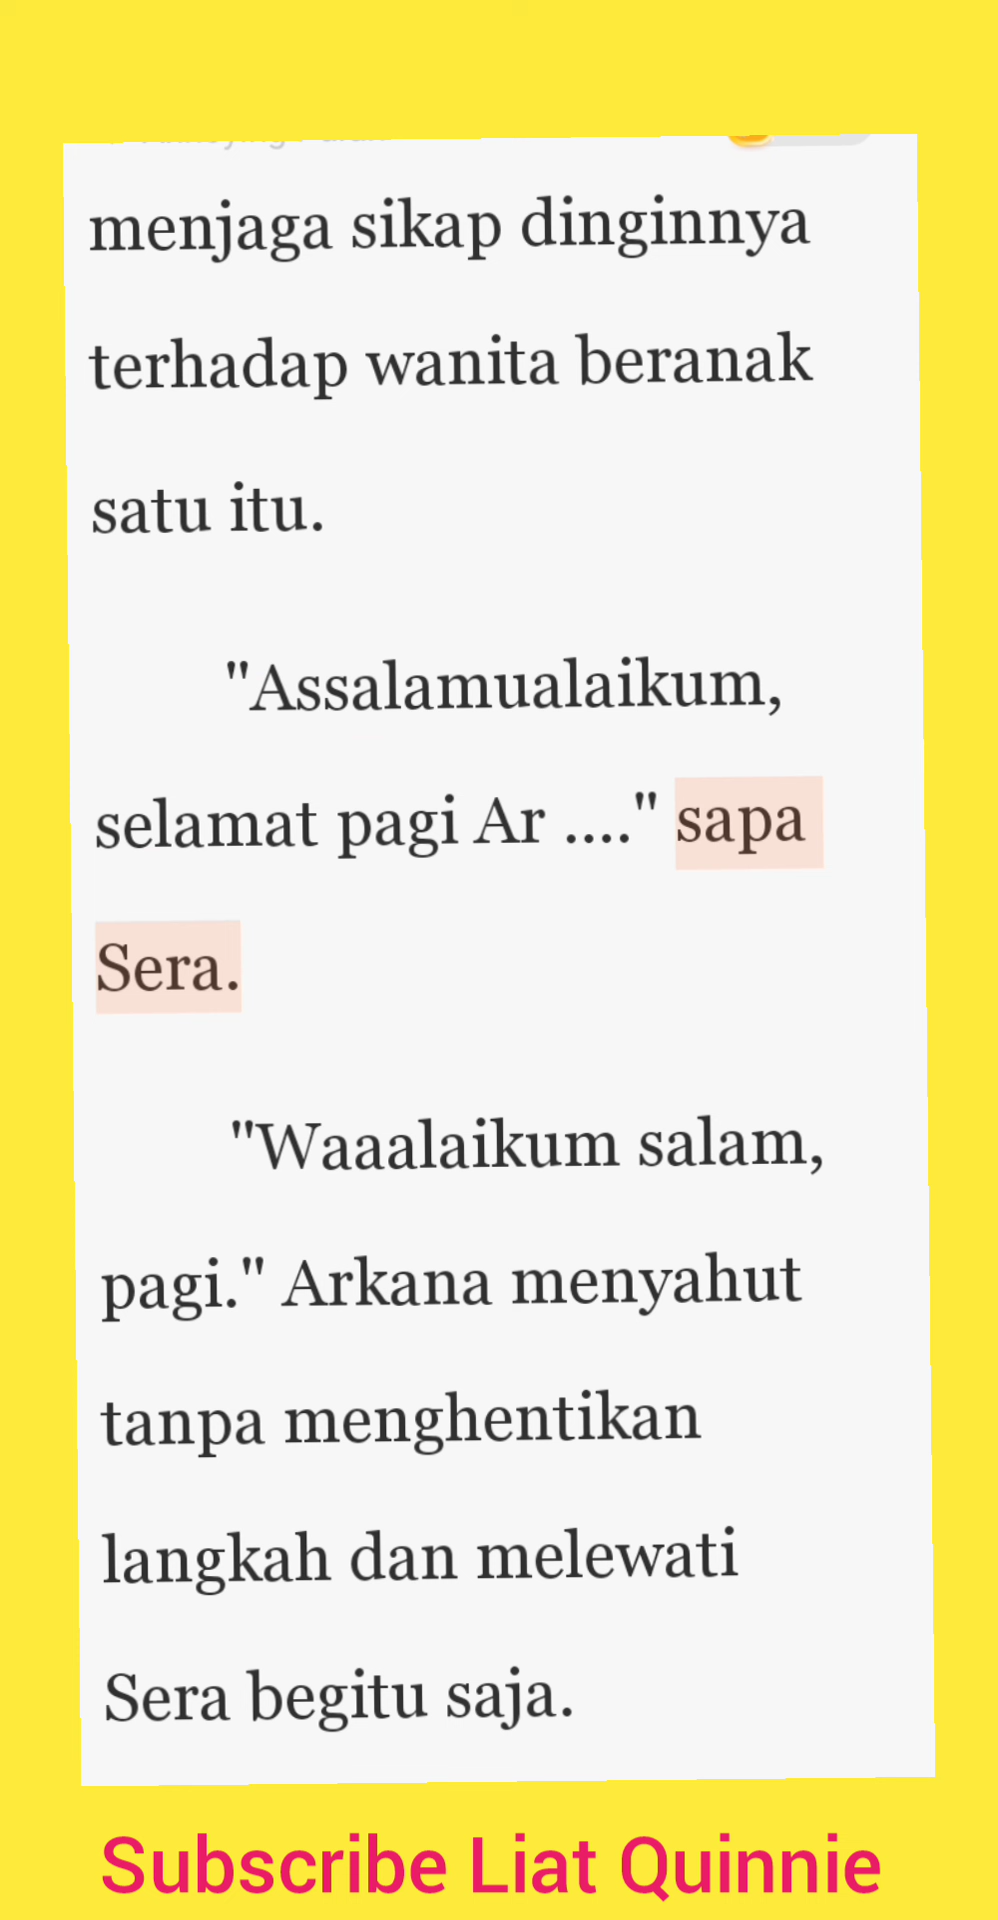 menjaga sikap dinginnya
terhadap wanita beranak
satu itu.
"Assalamualaikum,
selamat pagi Ar ...." sapa
Sera.
"Waaalaikum salam,
pagi." Arkana menyahut
tanpa menghentikan
langkah dan melewati
Sera begitu saja.
Subscribe Liat Quinnie